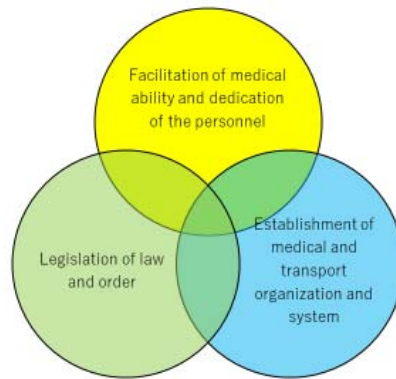 Facilitation of medical
ability and dedication
of the personnel
Legislation of law
and order
Establishment of
medical and
transport
organization and
system